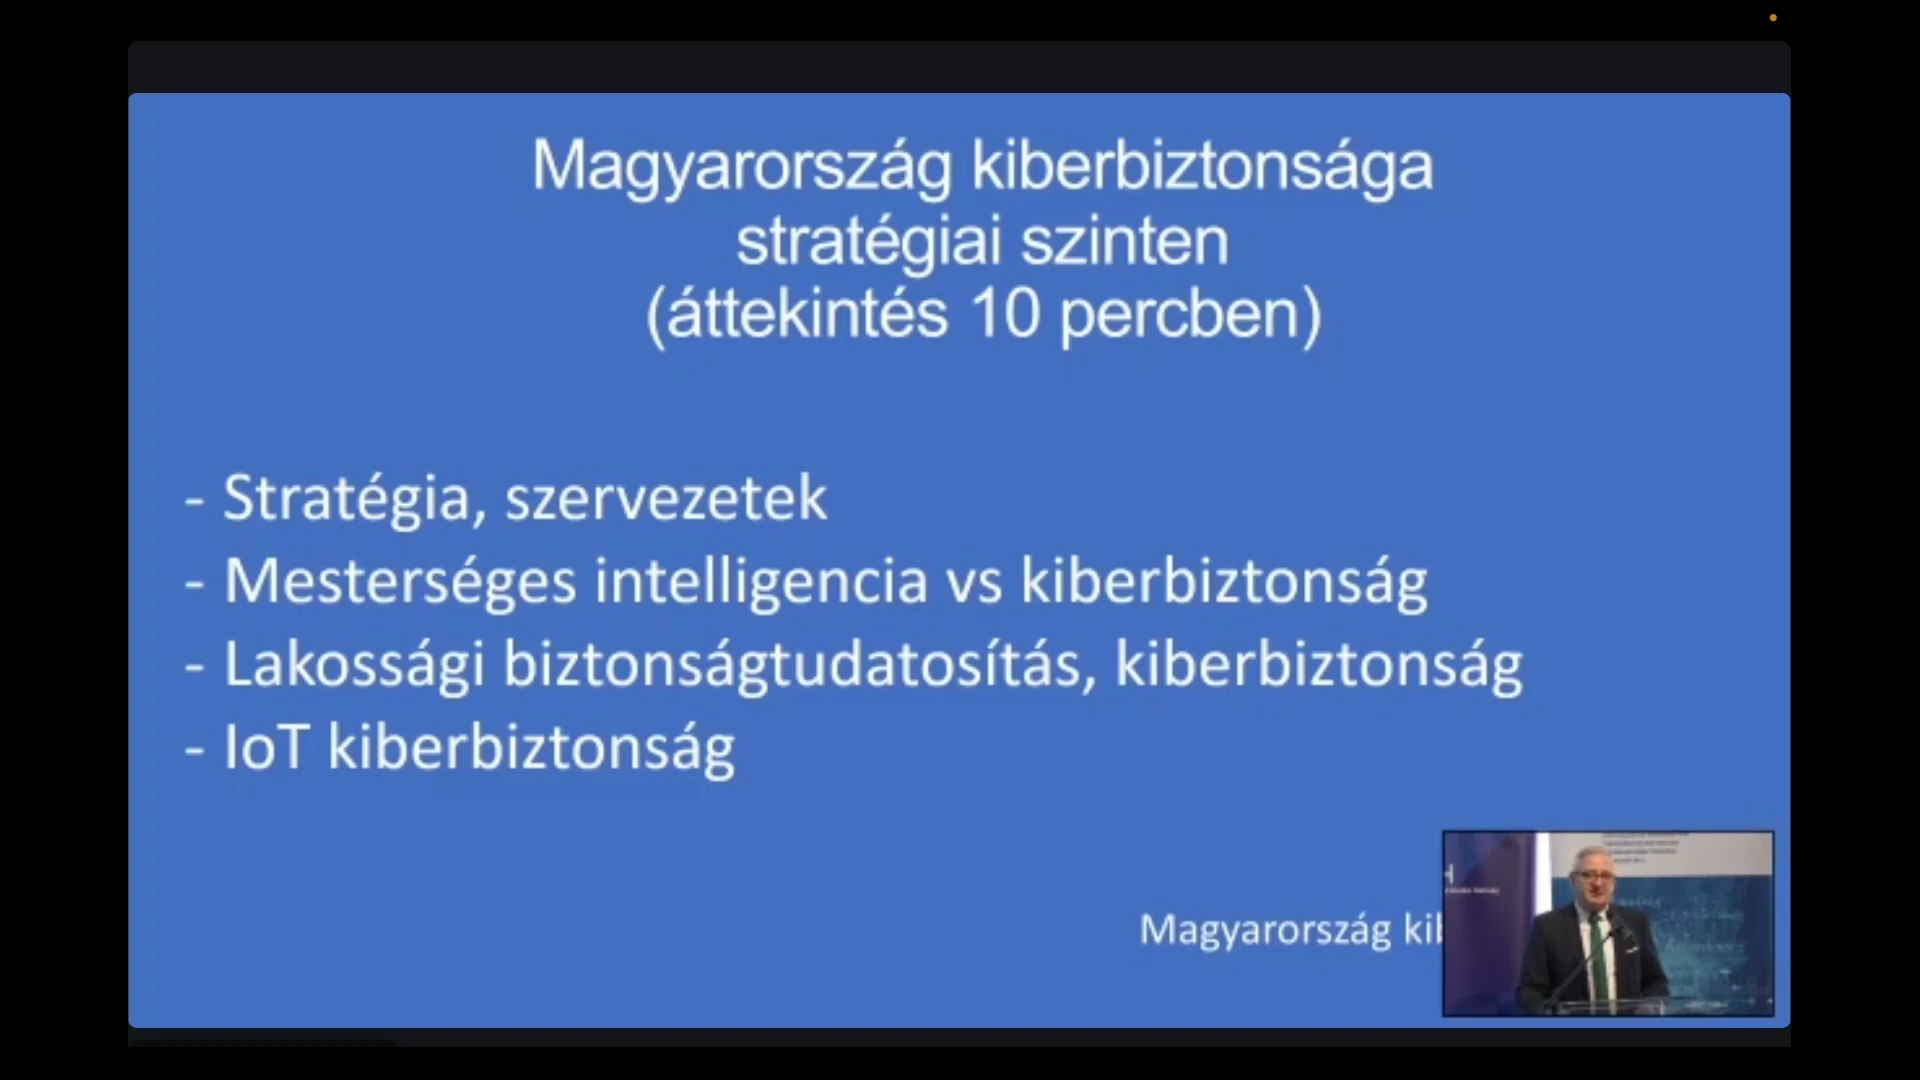 Magyarország kiberbiztonsága
stratégiai szinten
(áttekintés 10 percben)
- Stratégia, szervezetek
- Mesterséges intelligencia vs kiberbiztonság
- Lakossági biztonságtudatosítás, kiberbiztonság
- IoT kiberbiztonság
Magyarország